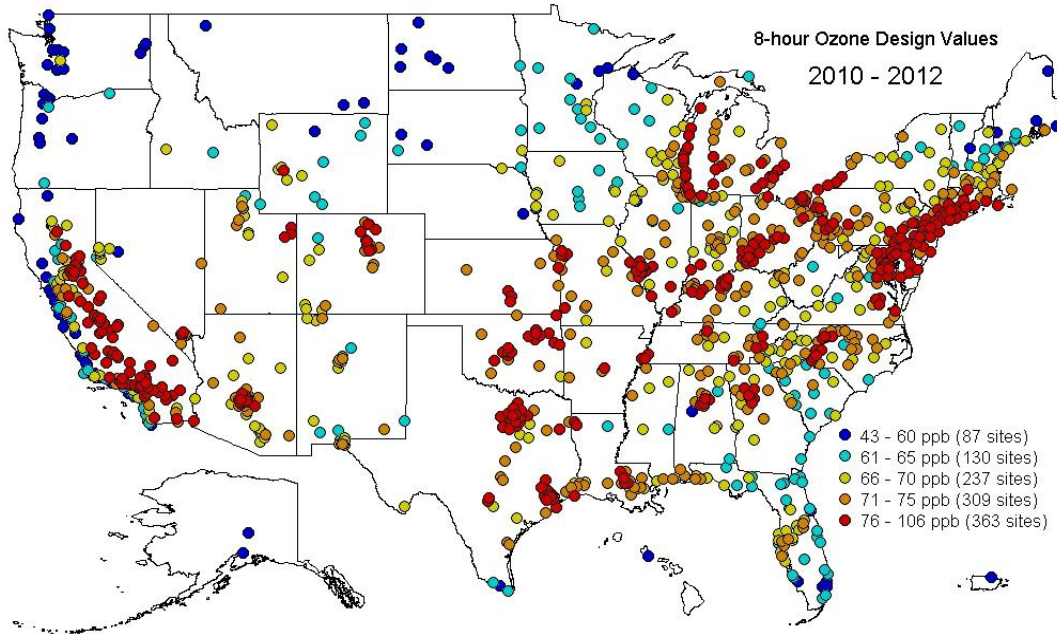 8-hour Ozone Design Values
2010 - 2012
43 - 60 ppb (87 sites)
61 - 65 ppb (130 sites)
66 - 70 ppb (237 sites)
71 - 75 ppb (309 sites)
76 - 106 ppb (363 sites)